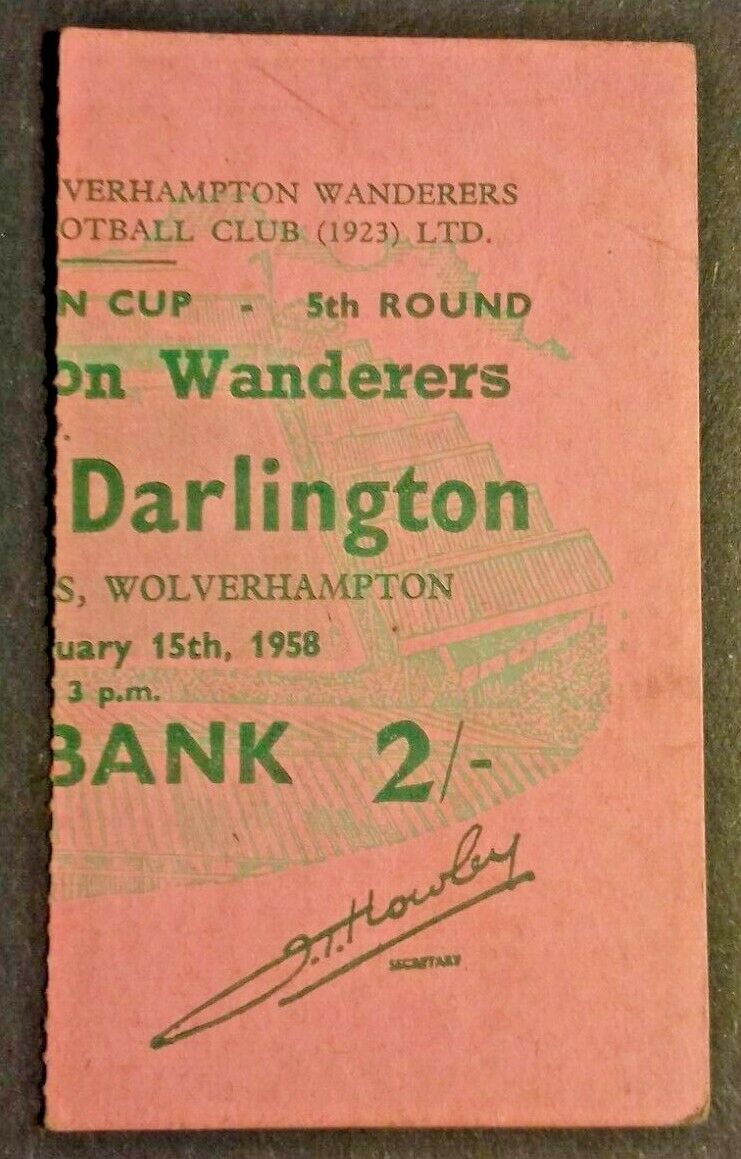 VERHAMPTON WANDERERS
OTBALL CLUB (1923) LTD.
N CUP - 5th ROUND
on Wanderers
Darlington
S, WOLVERHAMPTON
uary 15th, 1958
3 p.m.
BANK 2/-
J.T. Howley
SECRETARY